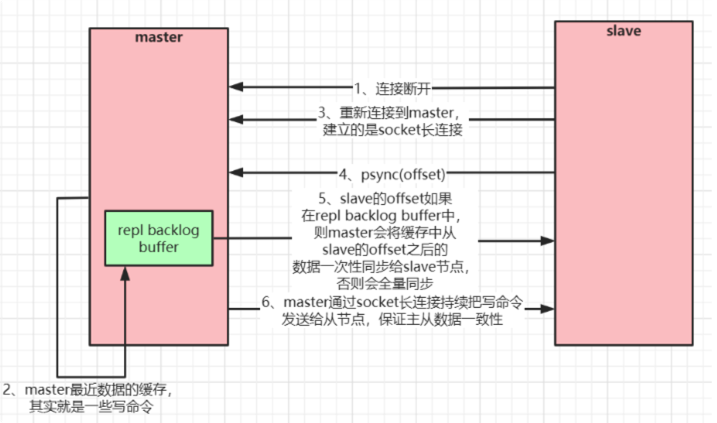 master
slave
1、连接断开
3、重新连接到master，
建立的是socket长连接
4、psync(offset)
5、slave的offset如果
在repl backlog buffer中，
则master会将缓存中从
slave的offset之后的
数据一次性同步给slave节点，
否则会全量同步
repl backlog
buffer
6、master通过socket长连接持续把写命令
发送给从节点，保证主从数据一致性
2、master最近数据的缓存，
其实就是一些写命令